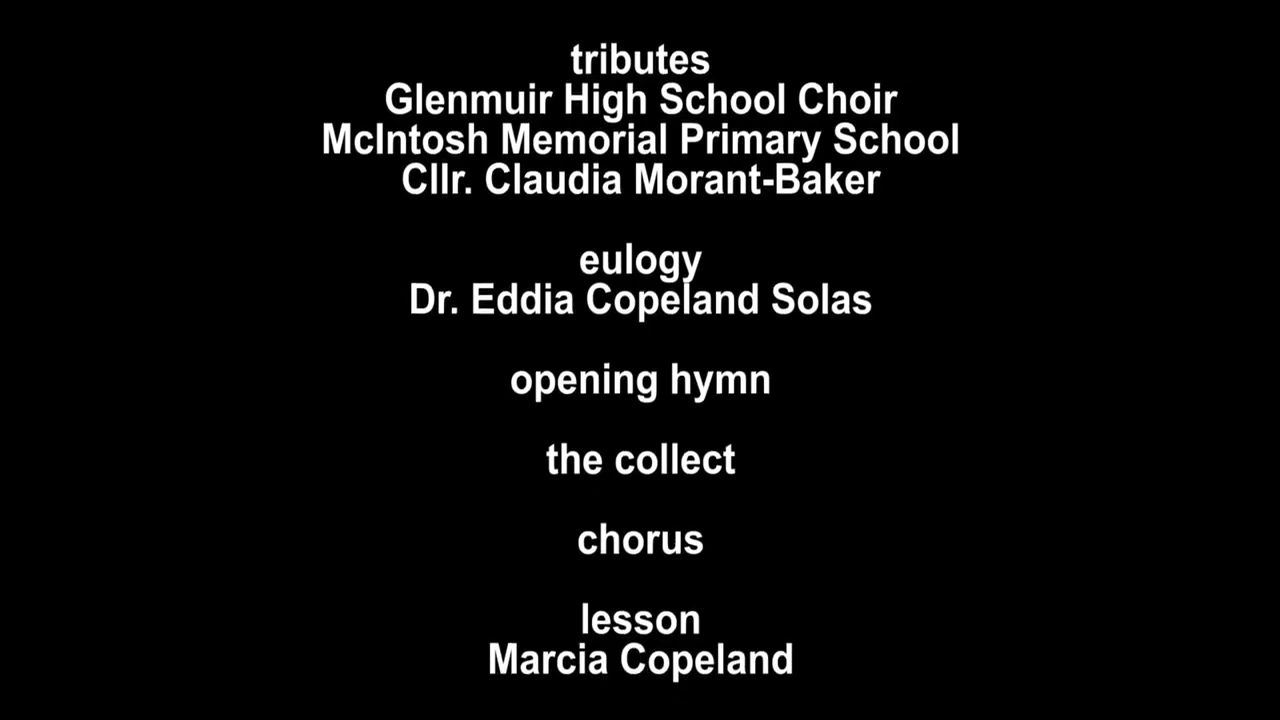 tributes
Glenmuir High School Choir
McIntosh Memorial Primary School
Cllr. Claudia Morant-Baker
eulogy
Dr. Eddia Copeland Solas
opening hymn
the collect
chorus
lesson
Marcia Copeland